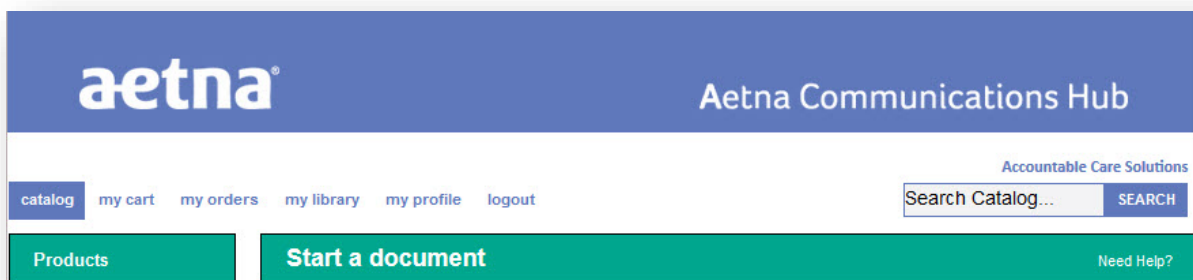 aetna®
Aetna Communications Hub
Accountable Care Solutions
catalog my cart my orders my library my profile logout
Search Catalog... SEARCH
Products
Start a document
Need Help?